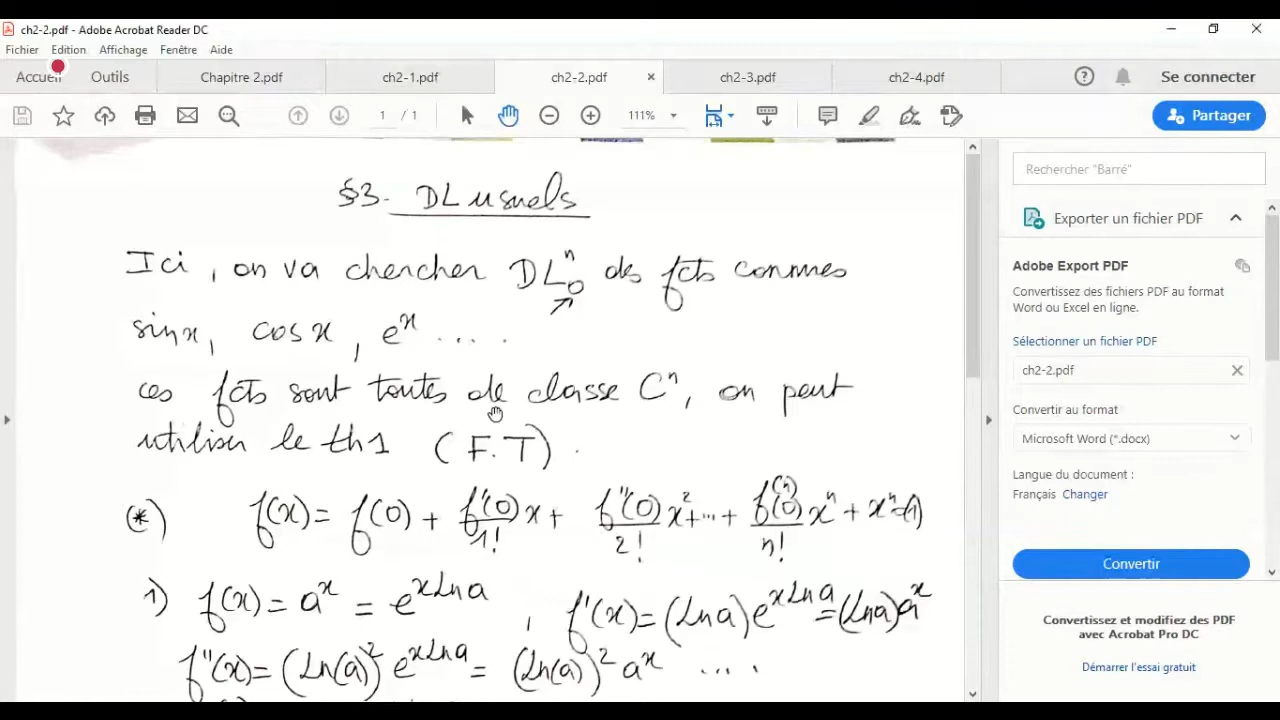 ch2-2.pdf - Adobe Acrobat Reader DC
Fichier Edition Affichage Fenêtre Aide
Accueil Outils Chapitre 2.pdf ch2-1.pdf ch2-2.pdf × ch2-3.pdf ch2-4.pdf Se connecter
1 / 1 111% Partager
§3. DL usuels
Ici, on va chercher DL₀ⁿ des fcts commes
sin x, cos x, eˣ ....
ces fcts sont toutes de classe Cⁿ, on peut
utiliser le th1 (F.T).
(*) f(x) = f(0) + f'(0)/1! x + f''(0)/2! x² + ... + f⁽ⁿ⁾(0)/n! xⁿ + xⁿ o(1)
1) f(x) = aˣ = e^{x Ln a}, f'(x) = (Ln a) e^{x Ln a} = (Ln a) aˣ
f''(x) = (Ln(a))² e^{x Ln a} = (Ln(a))² aˣ ....
Rechercher "Barré"
Exporter un fichier PDF
Adobe Export PDF
Convertissez des fichiers PDF au format
Word ou Excel en ligne.
Sélectionner un fichier PDF
ch2-2.pdf ×
Convertir au format
Microsoft Word (*.docx)
Langue du document :
Français Changer
Convertir
Convertissez et modifiez des PDF
avec Acrobat Pro DC
Démarrer l'essai gratuit